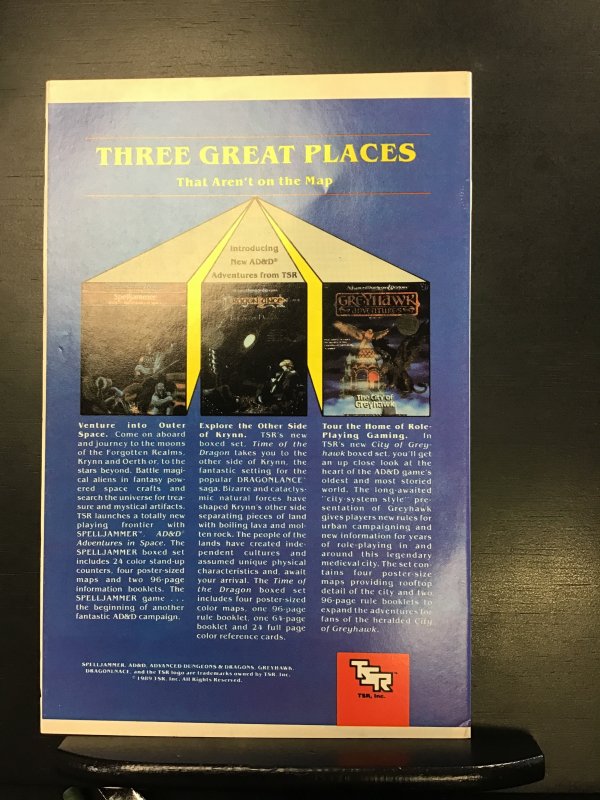 THREE GREAT PLACES
That Aren't on the Map
Introducing
New AD&D®
Adventures from TSR
Spelljammer
GREYHAWK
ADVENTURES
The City of
Greyhawk
Venture into Outer
Space. Come on aboard
and journey to the moons
of the Forgotten Realms,
Krynn and Oerth or, to the
stars beyond. Battle magi-
cal aliens in fantasy pow-
ered space crafts and
search the universe for trea-
sure and mystical artifacts.
TSR launches a totally new
playing frontier with
SPELLJAMMER™, AD&D®
Adventures in Space. The
SPELLJAMMER boxed set
includes 24 color stand-up
counters, four poster-sized
maps and two 96-page
information booklets. The
SPELLJAMMER game . . .
the beginning of another
fantastic AD&D campaign.
Explore the Other Side
of Krynn. TSR's new
boxed set, Time of the
Dragon takes you to the
other side of Krynn, the
fantastic setting for the
popular DRAGONLANCE®
saga. Bizarre and cataclys-
mic natural forces have
shaped Krynn's other side
separating pieces of land
with boiling lava and mol-
ten rock. The people of the
lands have created inde-
pendent cultures and
assumed unique physical
characteristics and, await
your arrival. The Time of
the Dragon boxed set
includes four poster-sized
color maps, one 96-page
rule booklet, one 64-page
booklet and 24 full page
color reference cards.
Tour the Home of Role-
Playing Gaming. In
TSR's new City of Grey-
hawk boxed set, you'll get
an up close look at the
heart of the AD&D game's
oldest and most storied
world. The long-awaited
"city-system style" pre-
sentation of Greyhawk
gives players new rules for
urban campaigning and
new information for years
of role-playing in and
around this legendary
medieval city. The set con-
tains four poster-size
maps providing rooftop
detail of the city and two
96-page rule booklets to
expand the adventures for
fans of the heralded City
of Greyhawk.
SPELLJAMMER, AD&D, ADVANCED DUNGEONS & DRAGONS, GREYHAWK,
DRAGONLNACE, and the TSR logo are trademarks owned by TSR, Inc.
©1989 TSR, Inc. All Rights Reserved.
TSR
TSR, Inc.